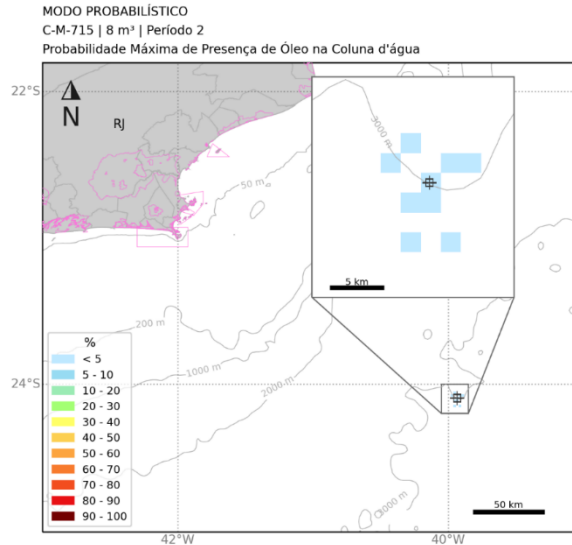 MODO PROBABILÍSTICO
C-M-715 | 8 m³ | Período 2
Probabilidade Máxima de Presença de Óleo na Coluna d'água
22°S
N
RJ
3000 m
50 m
5 km
200 m
1000 m
2000 m
24°S
%
< 5
5 - 10
10 - 20
20 - 30
30 - 40
40 - 50
50 - 60
60 - 70
70 - 80
80 - 90
90 - 100
3000 m
50 km
42°W
40°W